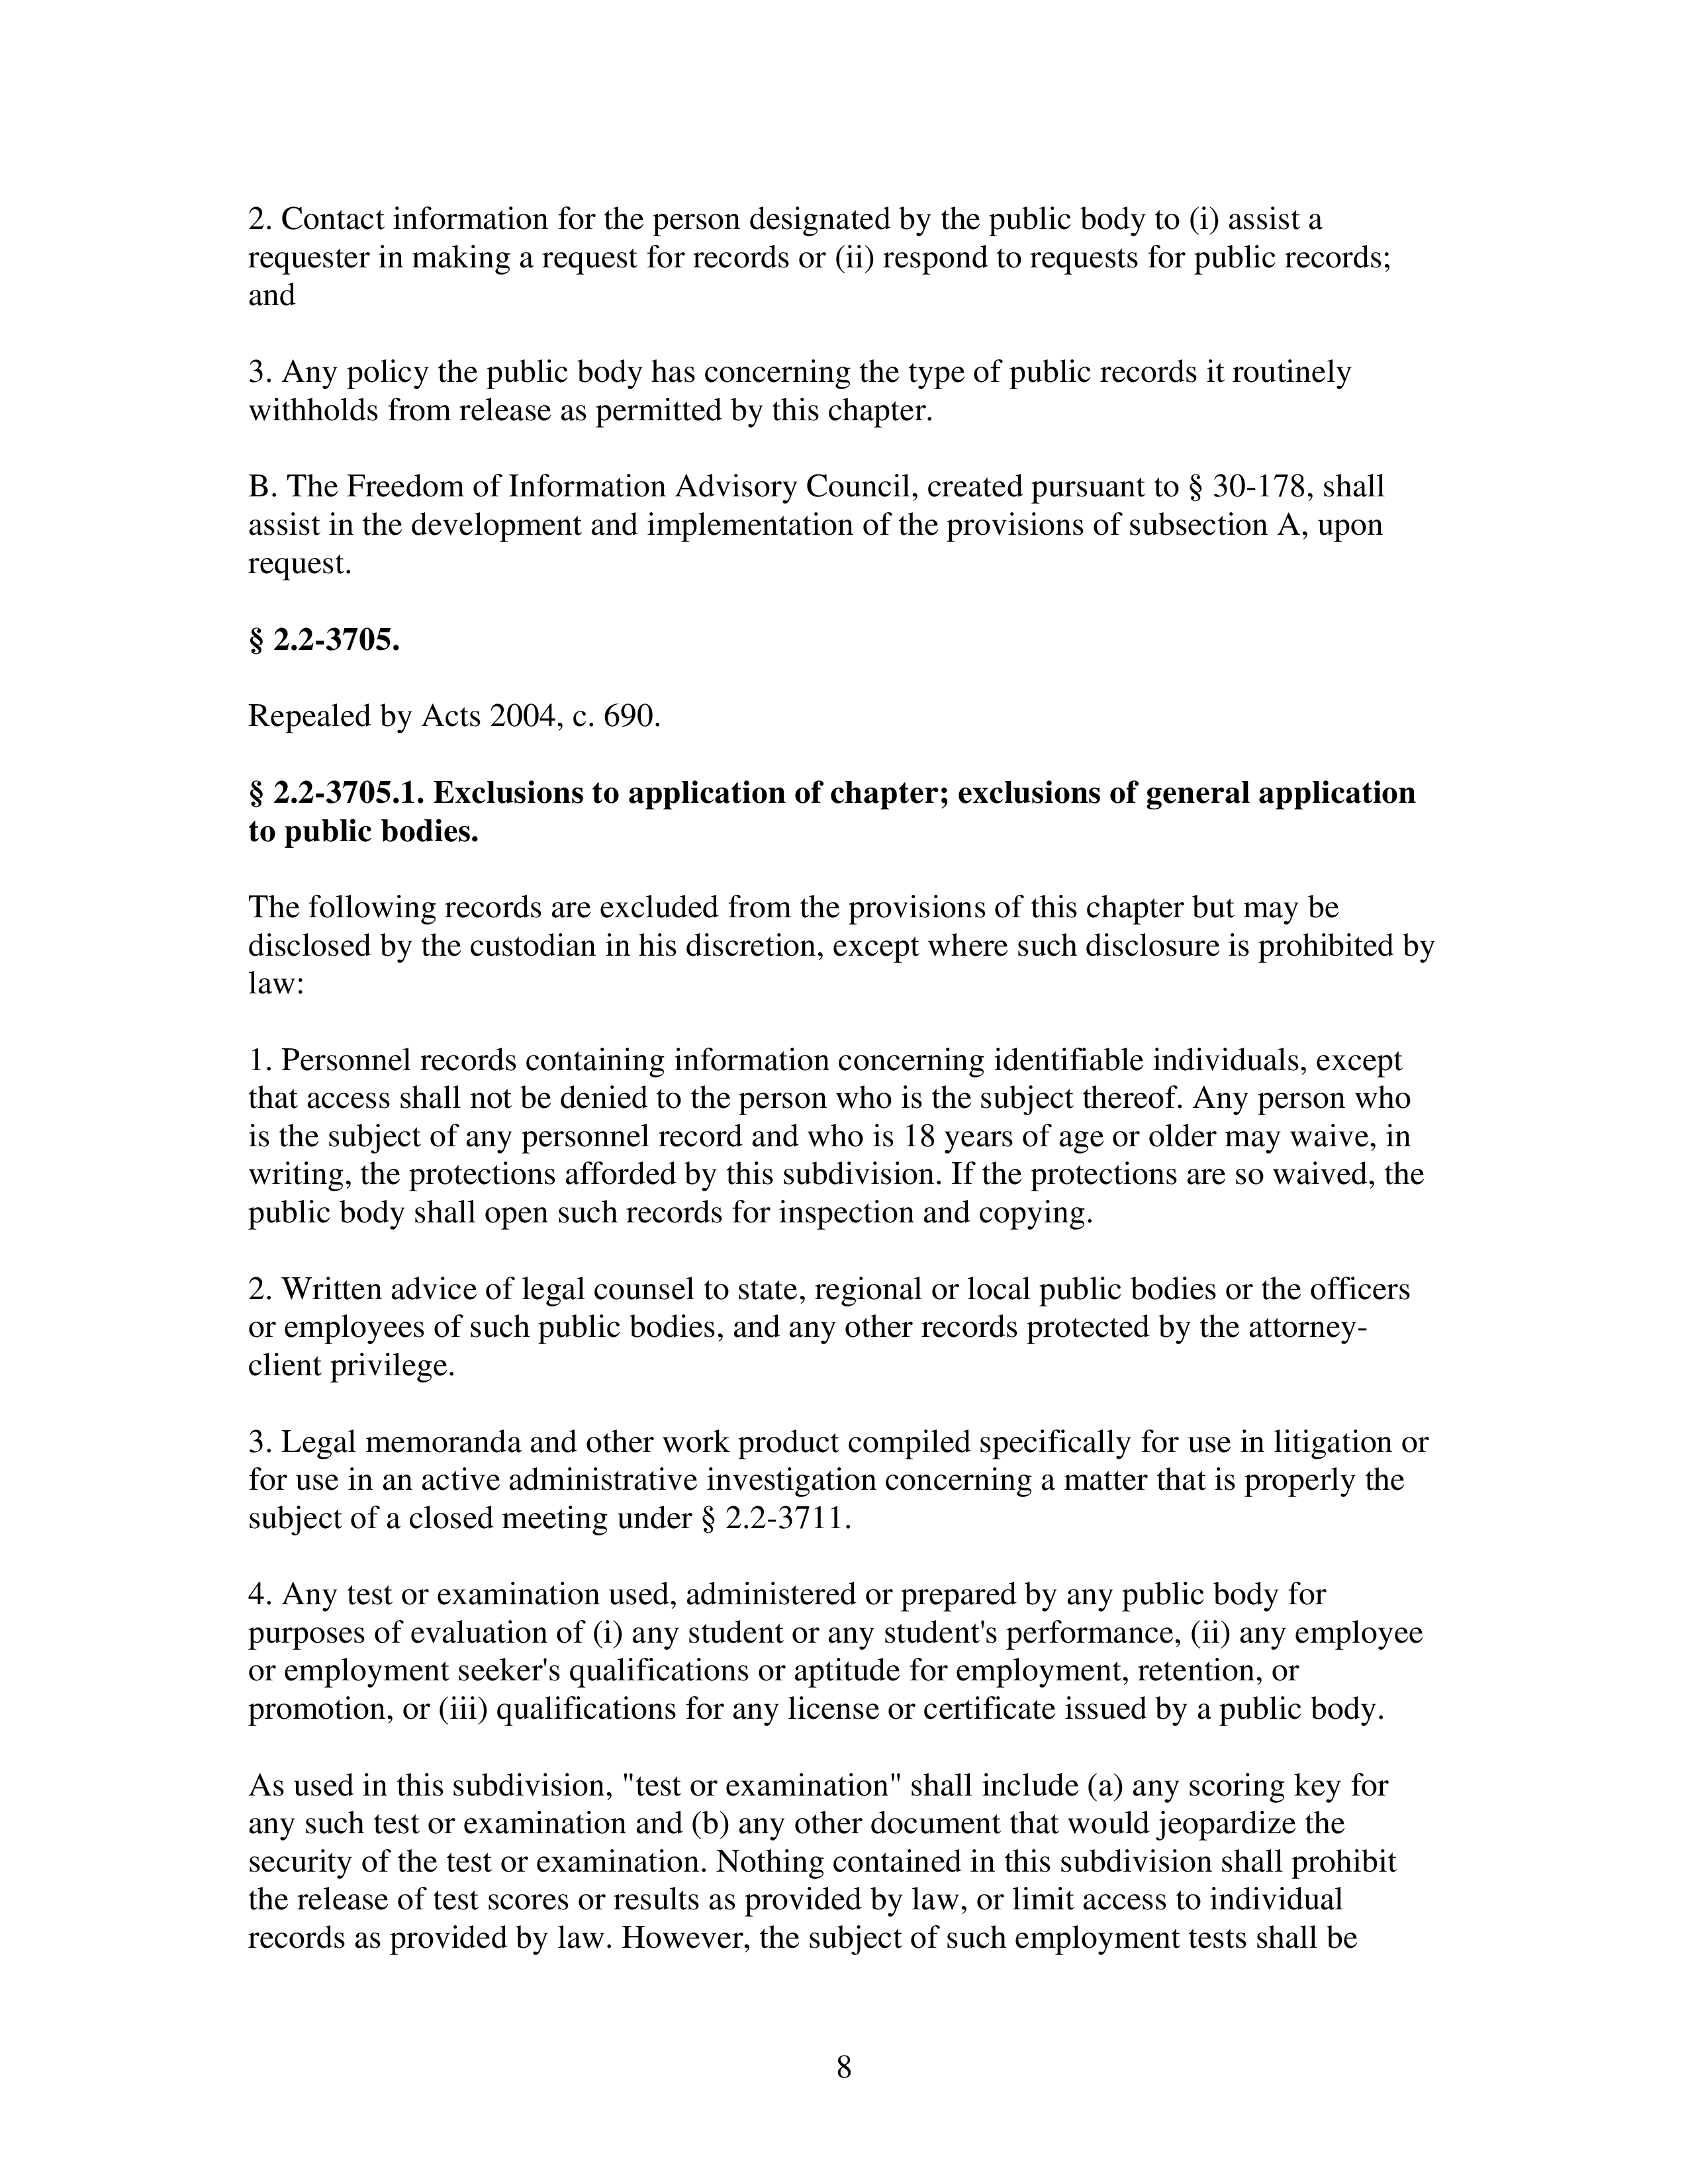 2. Contact information for the person designated by the public body to (i) assist a
requester in making a request for records or (ii) respond to requests for public records;
and
3. Any policy the public body has concerning the type of public records it routinely
withholds from release as permitted by this chapter.
B. The Freedom of Information Advisory Council, created pursuant to § 30-178, shall
assist in the development and implementation of the provisions of subsection A, upon
request.
§ 2.2-3705.
Repealed by Acts 2004, c. 690.
§ 2.2-3705.1. Exclusions to application of chapter; exclusions of general application
to public bodies.
The following records are excluded from the provisions of this chapter but may be
disclosed by the custodian in his discretion, except where such disclosure is prohibited by
law:
1. Personnel records containing information concerning identifiable individuals, except
that access shall not be denied to the person who is the subject thereof. Any person who
is the subject of any personnel record and who is 18 years of age or older may waive, in
writing, the protections afforded by this subdivision. If the protections are so waived, the
public body shall open such records for inspection and copying.
2. Written advice of legal counsel to state, regional or local public bodies or the officers
or employees of such public bodies, and any other records protected by the attorney-
client privilege.
3. Legal memoranda and other work product compiled specifically for use in litigation or
for use in an active administrative investigation concerning a matter that is properly the
subject of a closed meeting under § 2.2-3711.
4. Any test or examination used, administered or prepared by any public body for
purposes of evaluation of (i) any student or any student's performance, (ii) any employee
or employment seeker's qualifications or aptitude for employment, retention, or
promotion, or (iii) qualifications for any license or certificate issued by a public body.
As used in this subdivision, "test or examination" shall include (a) any scoring key for
any such test or examination and (b) any other document that would jeopardize the
security of the test or examination. Nothing contained in this subdivision shall prohibit
the release of test scores or results as provided by law, or limit access to individual
records as provided by law. However, the subject of such employment tests shall be
8